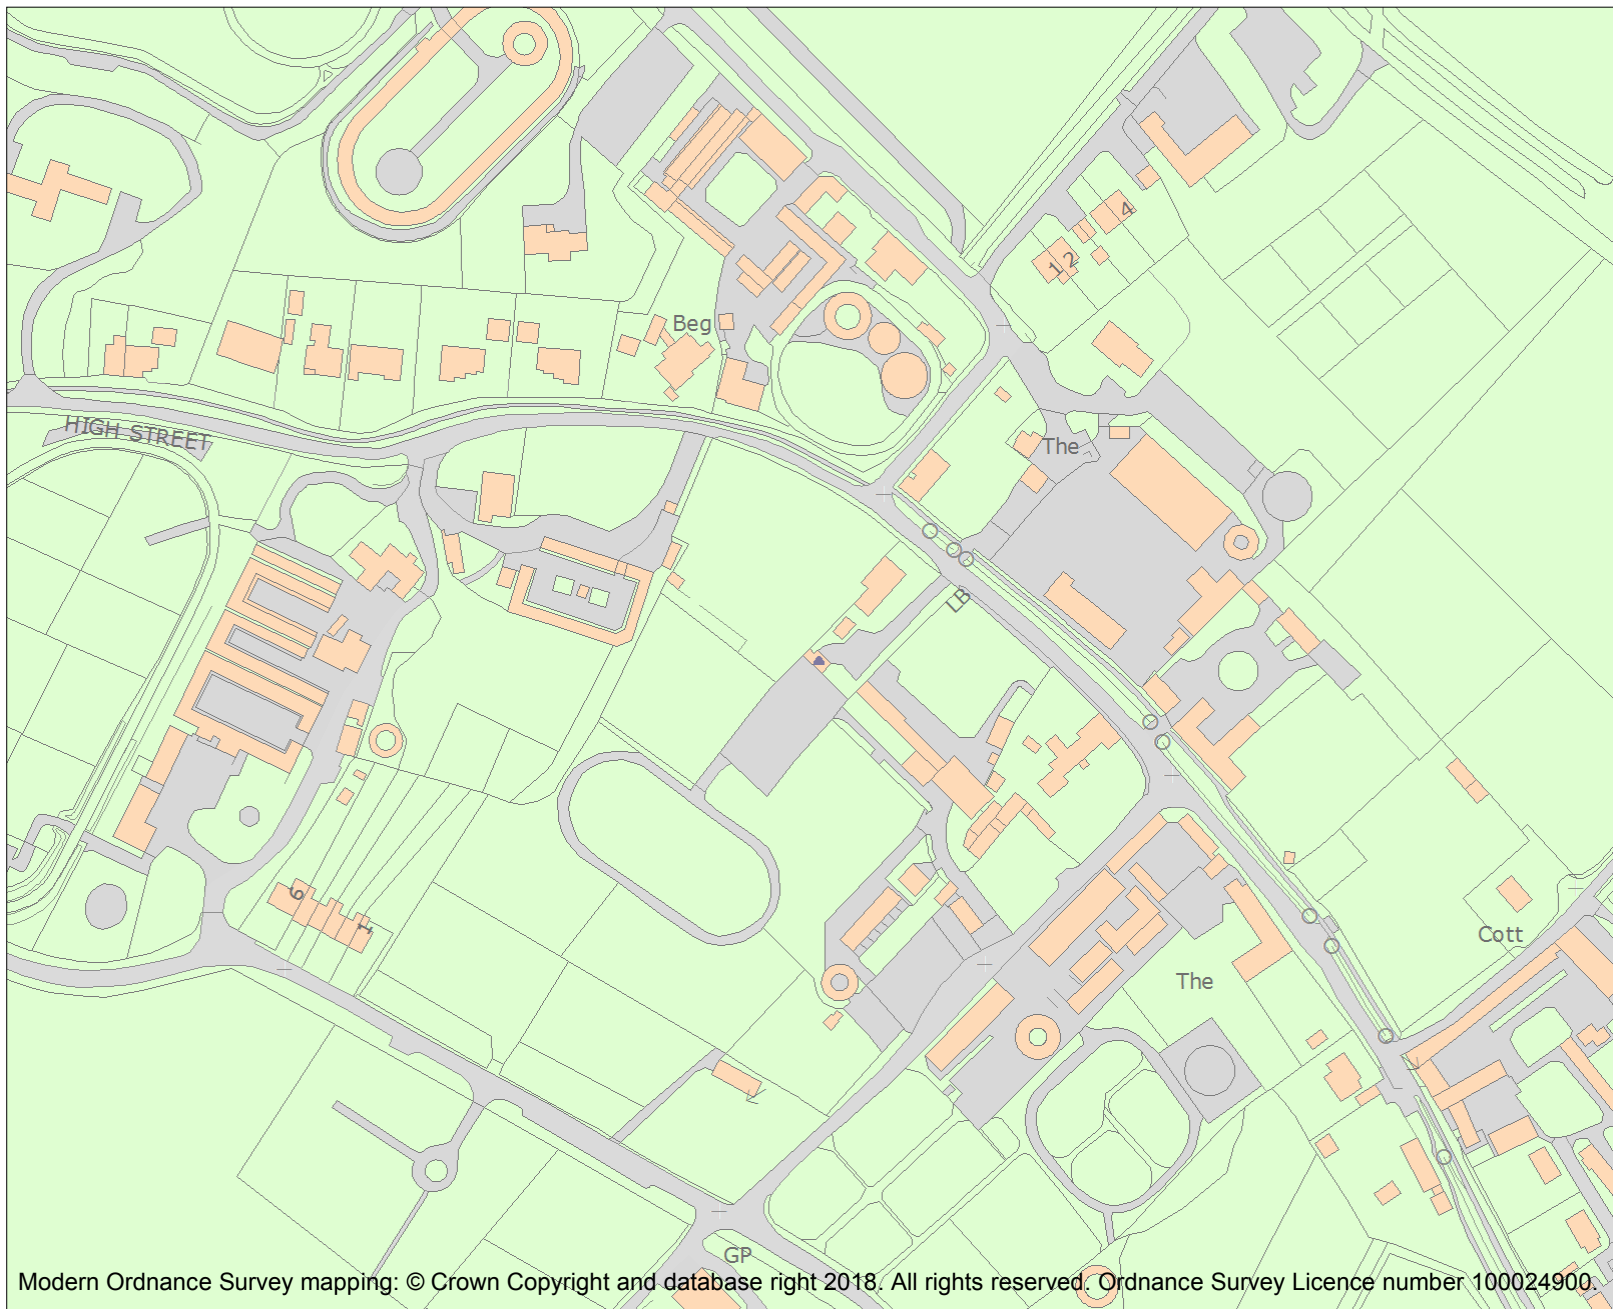 4
1 2
Beg
HIGH STREET
The
LB
6
1
Cott
The
GP
Modern Ordnance Survey mapping: © Crown Copyright and database right 2018. All rights reserved. Ordnance Survey Licence number 100024900.